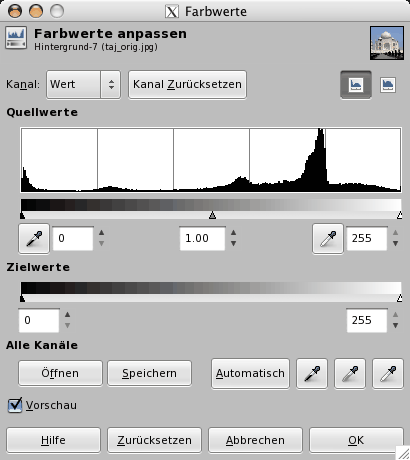 X Farbwerte
Farbwerte anpassen
Hintergrund-7 (taj_orig.jpg)
Kanal: Wert Kanal Zurücksetzen
Quellwerte
0 1.00 255
Zielwerte
0 255
Alle Kanäle
Öffnen Speichern Automatisch
Vorschau
Hilfe Zurücksetzen Abbrechen OK